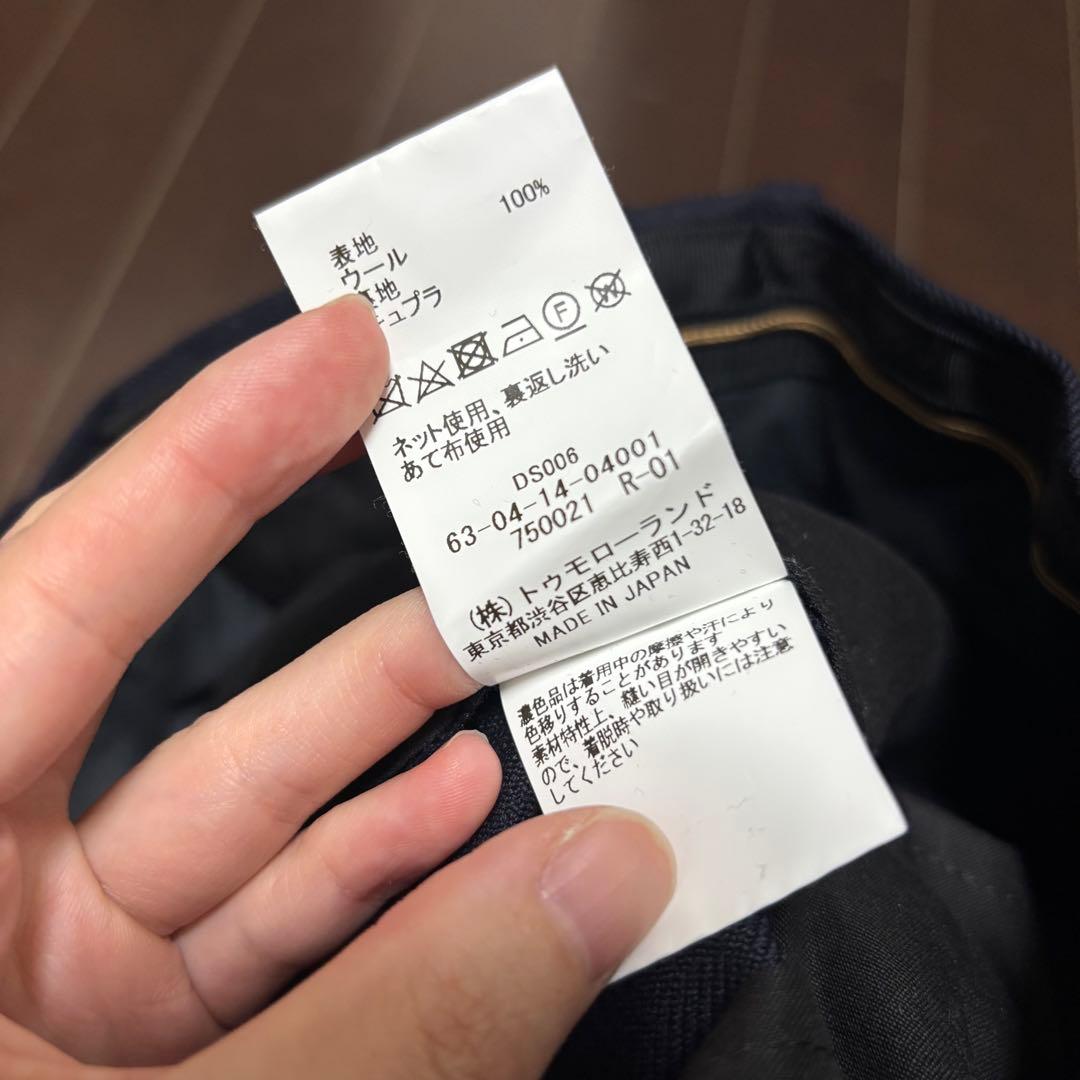 100%
表地
ウール
地
ュプラ
F
W
ネット使用、裏返し洗い
あて布使用
DS006
63-04-14-04001
750021 R-01
(株)トゥモローランド
東京都渋谷区恵比寿西1-32-18
MADE IN JAPAN
濃色品は着用中の摩擦や汗により
色移りすることがあります
素材特性上、縫い目が開きやすい
ので、着脱時や取り扱いには注意
してください